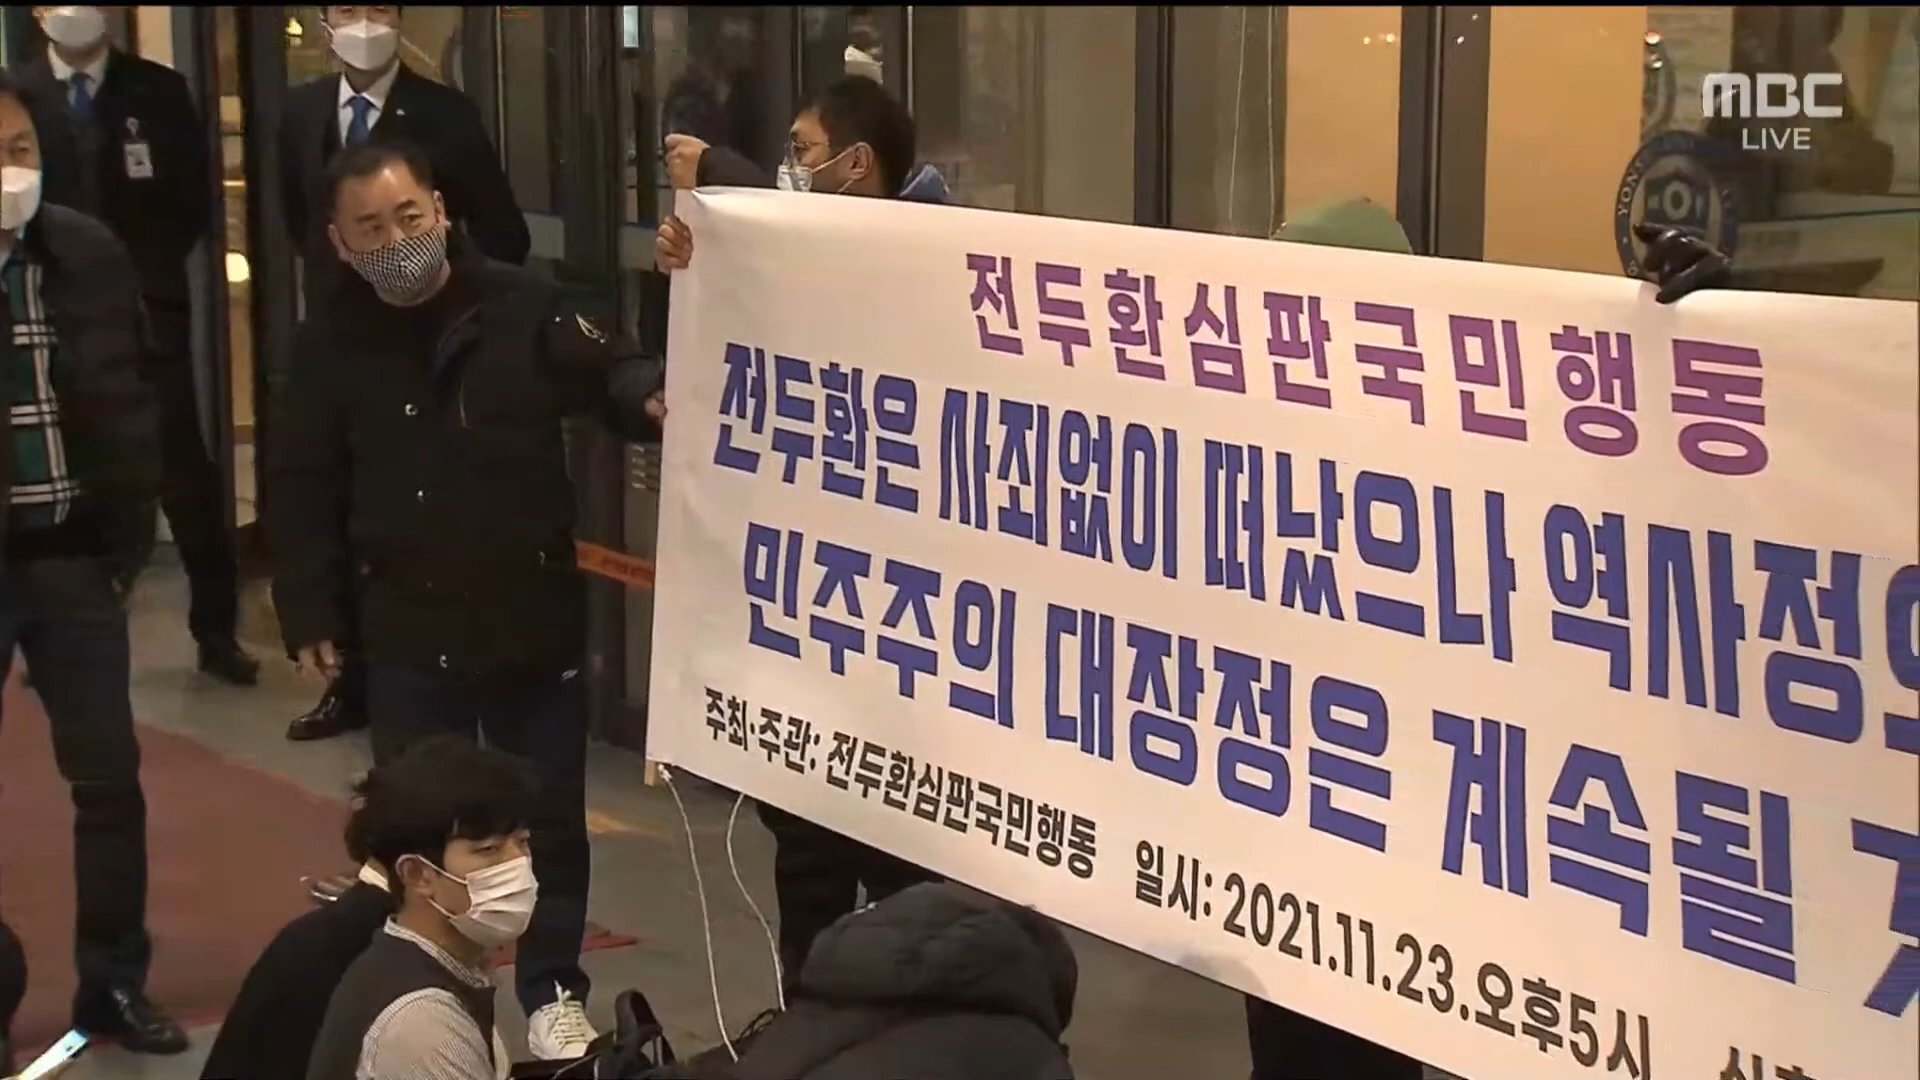 MBC
LIVE
전두환심판국민행동
전두환은 사죄없이 떠났으나 역사정의
민주주의 대장정은 계속될
주최·주관: 전두환심판국민행동 일시: 2021.11.23.오후5시
YONS